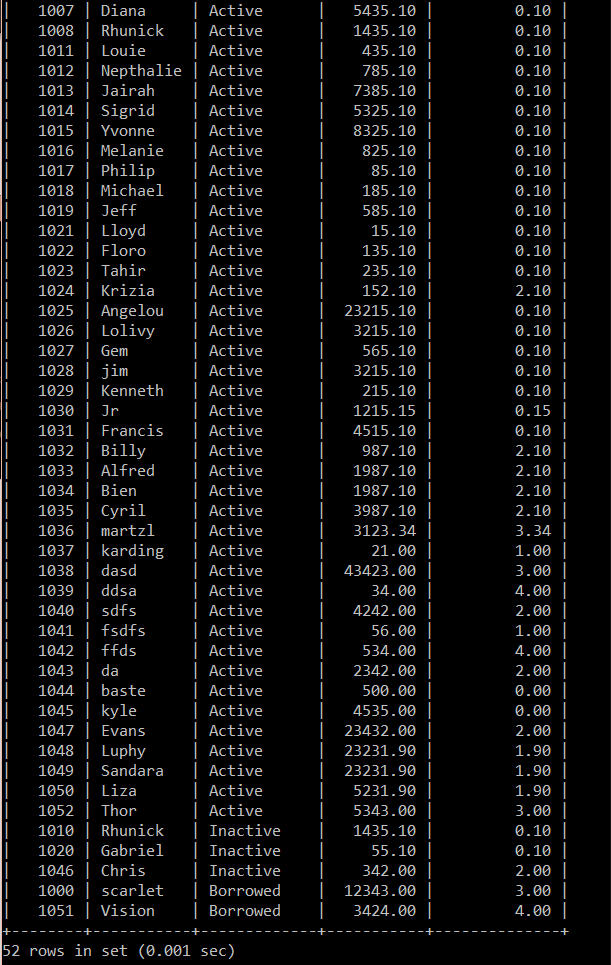 | 1007 | Diana | Active | 5435.10 | 0.10 |
| 1008 | Rhunick | Active | 1435.10 | 0.10 |
| 1011 | Louie | Active | 435.10 | 0.10 |
| 1012 | Nepthalie | Active | 785.10 | 0.10 |
| 1013 | Jairah | Active | 7385.10 | 0.10 |
| 1014 | Sigrid | Active | 5325.10 | 0.10 |
| 1015 | Yvonne | Active | 8325.10 | 0.10 |
| 1016 | Melanie | Active | 825.10 | 0.10 |
| 1017 | Philip | Active | 85.10 | 0.10 |
| 1018 | Michael | Active | 185.10 | 0.10 |
| 1019 | Jeff | Active | 585.10 | 0.10 |
| 1021 | Lloyd | Active | 15.10 | 0.10 |
| 1022 | Floro | Active | 135.10 | 0.10 |
| 1023 | Tahir | Active | 235.10 | 0.10 |
| 1024 | Krizia | Active | 152.10 | 2.10 |
| 1025 | Angelou | Active | 23215.10 | 0.10 |
| 1026 | Lolivy | Active | 3215.10 | 0.10 |
| 1027 | Gem | Active | 565.10 | 0.10 |
| 1028 | jim | Active | 3215.10 | 0.10 |
| 1029 | Kenneth | Active | 215.10 | 0.10 |
| 1030 | Jr | Active | 1215.15 | 0.15 |
| 1031 | Francis | Active | 4515.10 | 0.10 |
| 1032 | Billy | Active | 987.10 | 2.10 |
| 1033 | Alfred | Active | 1987.10 | 2.10 |
| 1034 | Bien | Active | 1987.10 | 2.10 |
| 1035 | Cyril | Active | 3987.10 | 2.10 |
| 1036 | martzl | Active | 3123.34 | 3.34 |
| 1037 | karding | Active | 21.00 | 1.00 |
| 1038 | dasd | Active | 43423.00 | 3.00 |
| 1039 | ddsa | Active | 34.00 | 4.00 |
| 1040 | sdfs | Active | 4242.00 | 2.00 |
| 1041 | fsdfs | Active | 56.00 | 1.00 |
| 1042 | ffds | Active | 534.00 | 4.00 |
| 1043 | da | Active | 2342.00 | 2.00 |
| 1044 | baste | Active | 500.00 | 0.00 |
| 1045 | kyle | Active | 4535.00 | 0.00 |
| 1047 | Evans | Active | 23432.00 | 2.00 |
| 1048 | Luphy | Active | 23231.90 | 1.90 |
| 1049 | Sandara | Active | 23231.90 | 1.90 |
| 1050 | Liza | Active | 5231.90 | 1.90 |
| 1052 | Thor | Active | 5343.00 | 3.00 |
| 1010 | Rhunick | Inactive | 1435.10 | 0.10 |
| 1020 | Gabriel | Inactive | 55.10 | 0.10 |
| 1046 | Chris | Inactive | 342.00 | 2.00 |
| 1000 | scarlet | Borrowed | 12343.00 | 3.00 |
| 1051 | Vision | Borrowed | 3424.00 | 4.00 |
+--------+-----------+-------------+-----------+--------------+
52 rows in set (0.001 sec)